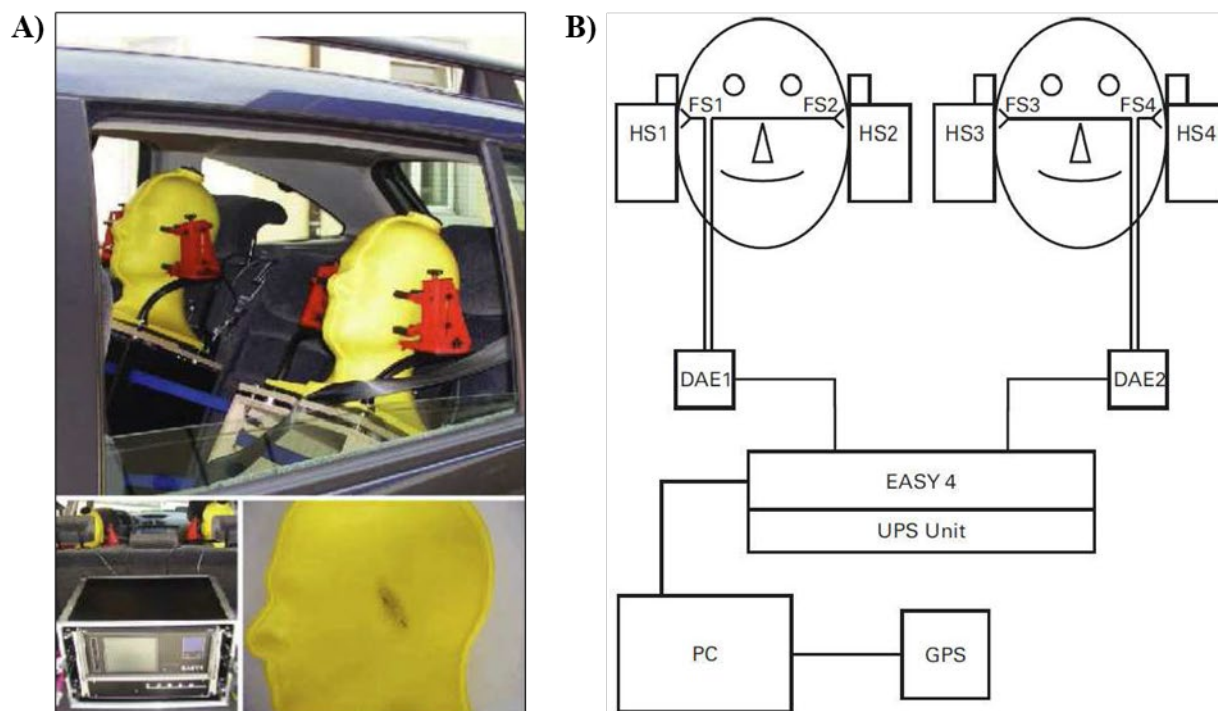 A)
B)
FS1 FS2 FS3 FS4
HS1 HS2 HS3 HS4
DAE1 DAE2
EASY 4
UPS Unit
PC GPS